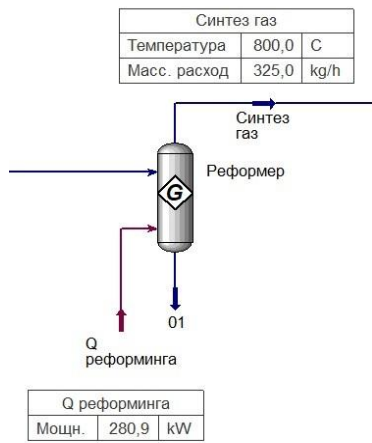 Синтез газ
Температура 800,0 C
Масс. расход 325,0 kg/h
Синтез
газ
Реформер
G
01
Q
реформинга
Q реформинга
Мощн. 280,9 kW